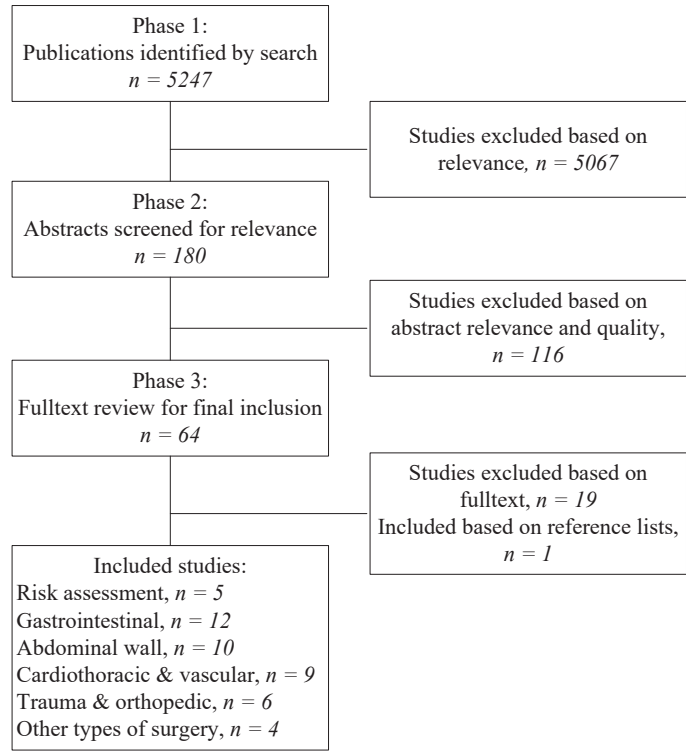 Phase 1:
Publications identified by search
n = 5247
Studies excluded based on
relevance, n = 5067
Phase 2:
Abstracts screened for relevance
n = 180
Studies excluded based on
abstract relevance and quality,
n = 116
Phase 3:
Fulltext review for final inclusion
n = 64
Studies excluded based on
fulltext, n = 19
Included based on reference lists,
n = 1
Included studies:
Risk assessment, n = 5
Gastrointestinal, n = 12
Abdominal wall, n = 10
Cardiothoracic & vascular, n = 9
Trauma & orthopedic, n = 6
Other types of surgery, n = 4